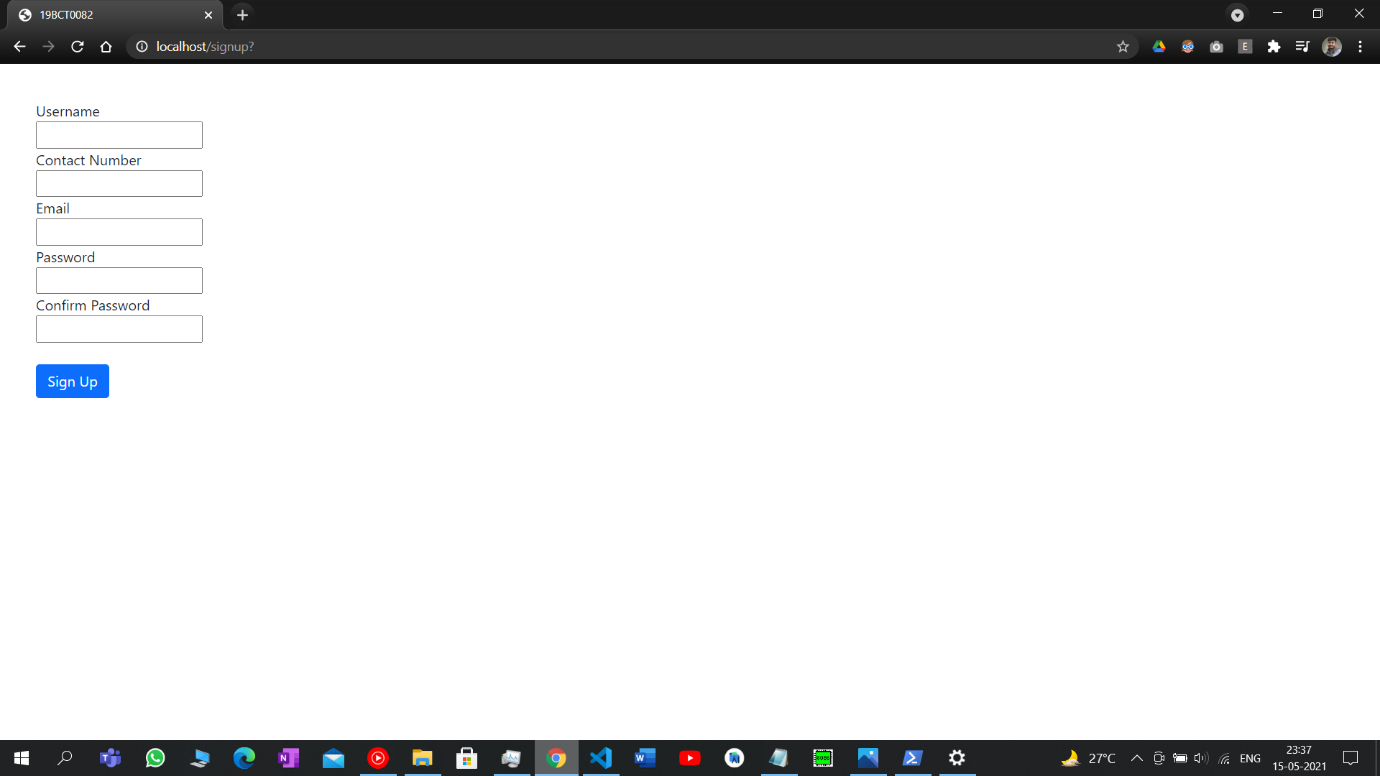 19BCT0082
localhost/signup?
E
Username
Contact Number
Email
Password
Confirm Password
Sign Up
27°C
ENG
23:37
15-05-2021